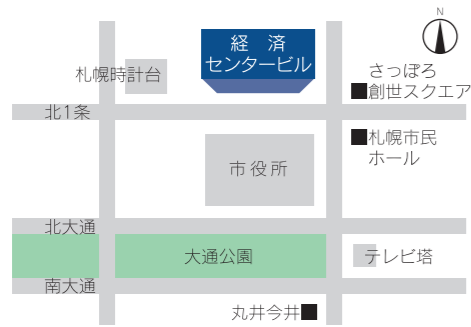 N
経 済
センタービル
札幌時計台
さっぽろ
■創世スクエア
北1条
■札幌市民
ホール
市役所
北大通
大通公園
テレビ塔
南大通
丸井今井■